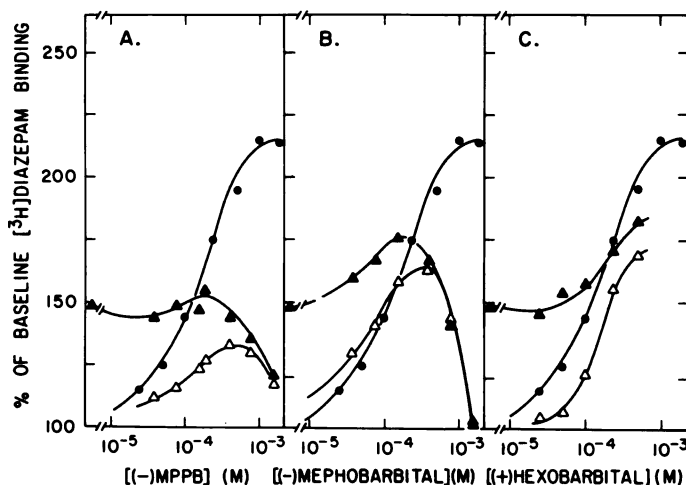 % OF BASELINE [³H]DIAZEPAM BINDING
250
200
150
100
A.
B.
C.
10⁻⁵ 10⁻⁴ 10⁻³
10⁻⁵ 10⁻⁴ 10⁻³
10⁻⁵ 10⁻⁴ 10⁻³
[(-)MPPB] (M)
[(-)MEPHOBARBITAL](M)
[(+)HEXOBARBITAL](M)